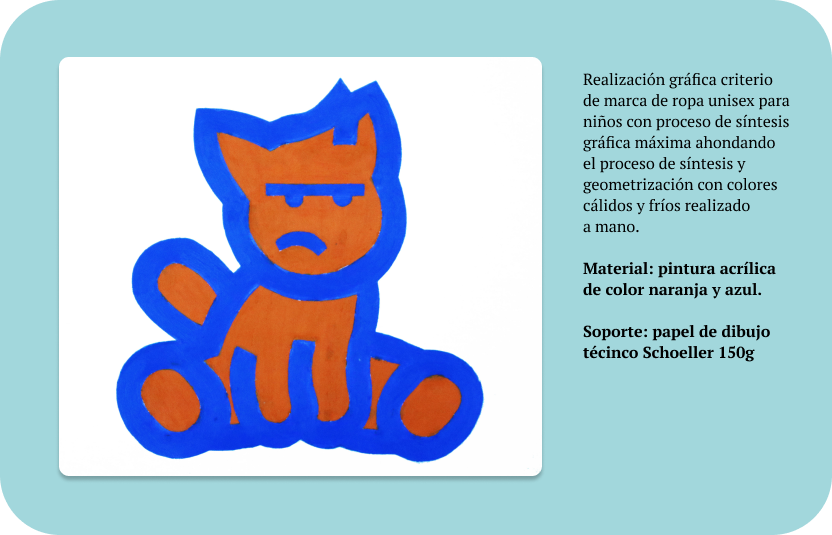 Realización gráfica criterio
de marca de ropa unisex para
niños con proceso de síntesis
gráfica máxima ahondando
el proceso de síntesis y
geometrización con colores
cálidos y fríos realizado
a mano.
Material: pintura acrílica
de color naranja y azul.
Soporte: papel de dibujo
técinco Schoeller 150g